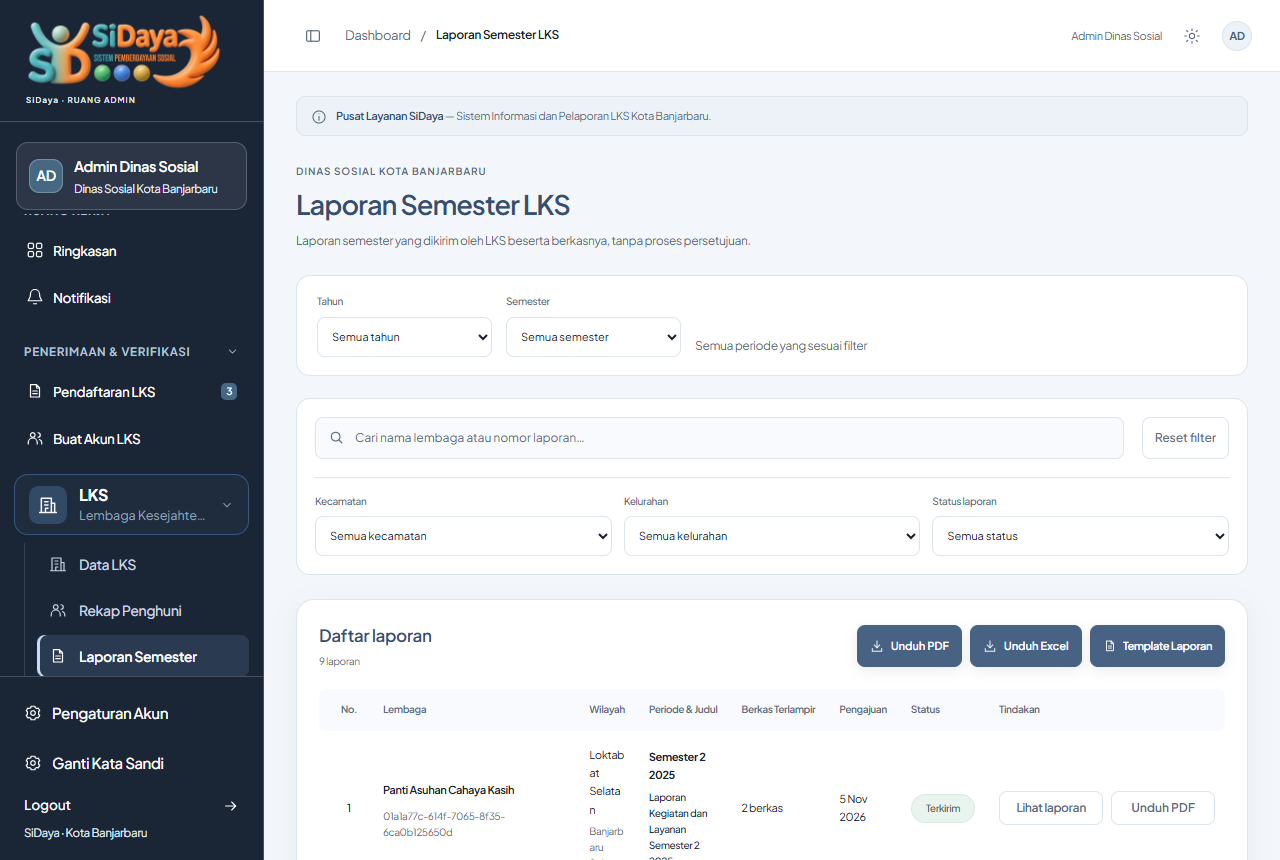 SiDaya
SISTEM PEMBERDAYAAN SOSIAL
SiDaya · RUANG ADMIN
AD
Admin Dinas Sosial
Dinas Sosial Kota Banjarbaru
Ringkasan
Notifikasi
PENERIMAAN & VERIFIKASI
Pendaftaran LKS
3
Buat Akun LKS
LKS
Lembaga Kesejahte...
Data LKS
Rekap Penghuni
Laporan Semester
Pengaturan Akun
Ganti Kata Sandi
Logout
SiDaya · Kota Banjarbaru
Dashboard / Laporan Semester LKS
Admin Dinas Sosial
AD
Pusat Layanan SiDaya — Sistem Informasi dan Pelaporan LKS Kota Banjarbaru.
DINAS SOSIAL KOTA BANJARBARU
Laporan Semester LKS
Laporan semester yang dikirim oleh LKS beserta berkasnya, tanpa proses persetujuan.
Tahun
Semester
Semua tahun
Semua semester
Semua periode yang sesuai filter
Cari nama lembaga atau nomor laporan...
Reset filter
Kecamatan
Kelurahan
Status laporan
Semua kecamatan
Semua kelurahan
Semua status
Daftar laporan
9 laporan
Unduh PDF
Unduh Excel
Template Laporan
No.
Lembaga
Wilayah
Periode & Judul
Berkas Terlampir
Pengajuan
Status
Tindakan
1
Panti Asuhan Cahaya Kasih
01a1a77c-614f-7065-8f35-
6ca0b125650d
Loktab
at
Selata
n
Banjarb
aru
Semester 2
2025
Laporan
Kegiatan dan
Layanan
Semester 2
2025
2 berkas
5 Nov
2026
Terkirim
Lihat laporan
Unduh PDF